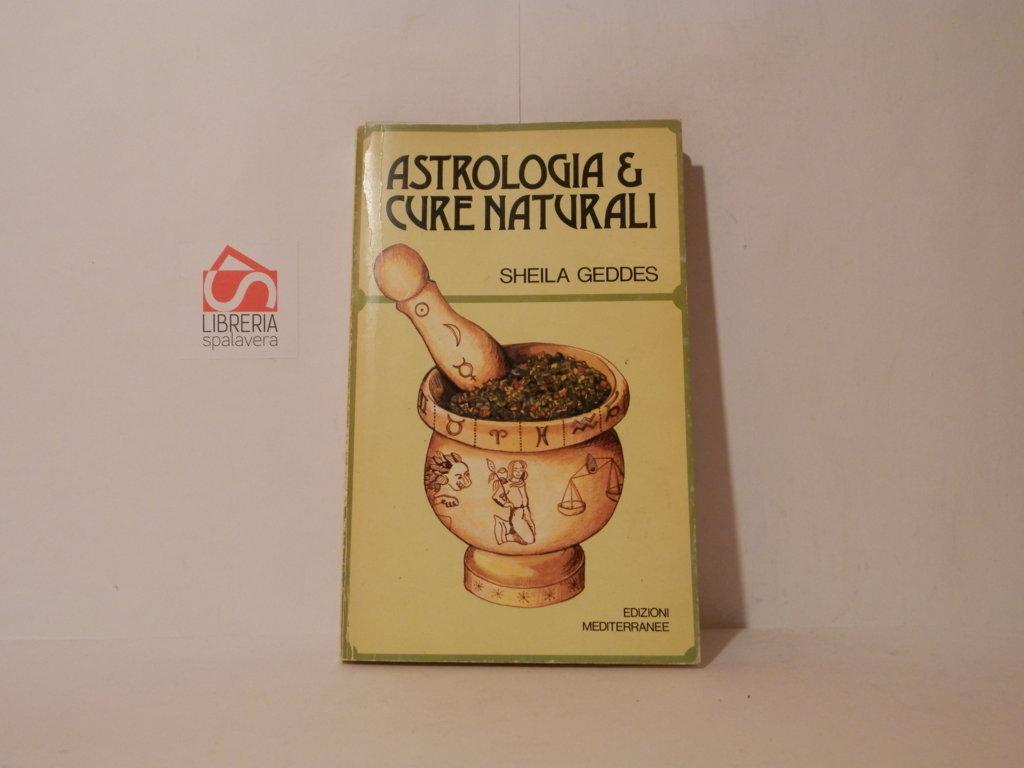 ASTROLOGIA &
CURE NATURALI
SHEILA GEDDES
LIBRERIA
spalavera
EDIZIONI
MEDITERRANEE